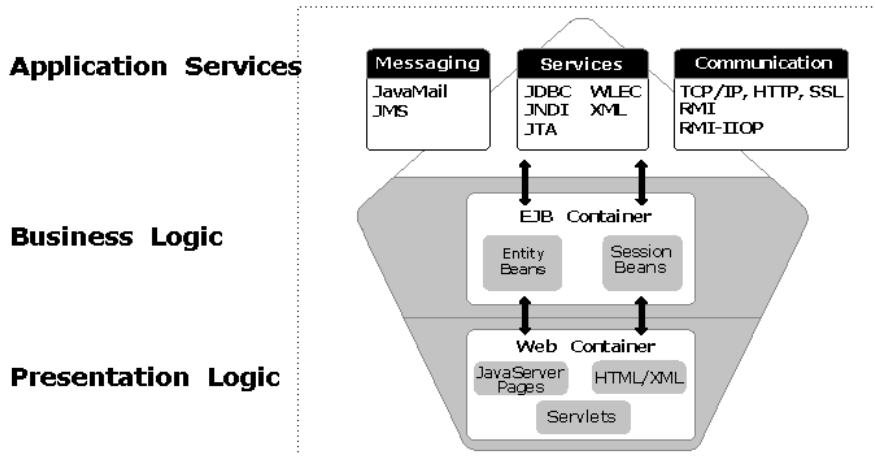 Application Services
Messaging
JavaMail
JMS
Services
JDBC WLEC
JNDI XML
JTA
Communication
TCP/IP, HTTP, SSL
RMI
RMI-IIOP
Business Logic
EJB Container
Entity
Beans
Session
Beans
Presentation Logic
Web Container
JavaServer
Pages
HTML/XML
Servlets